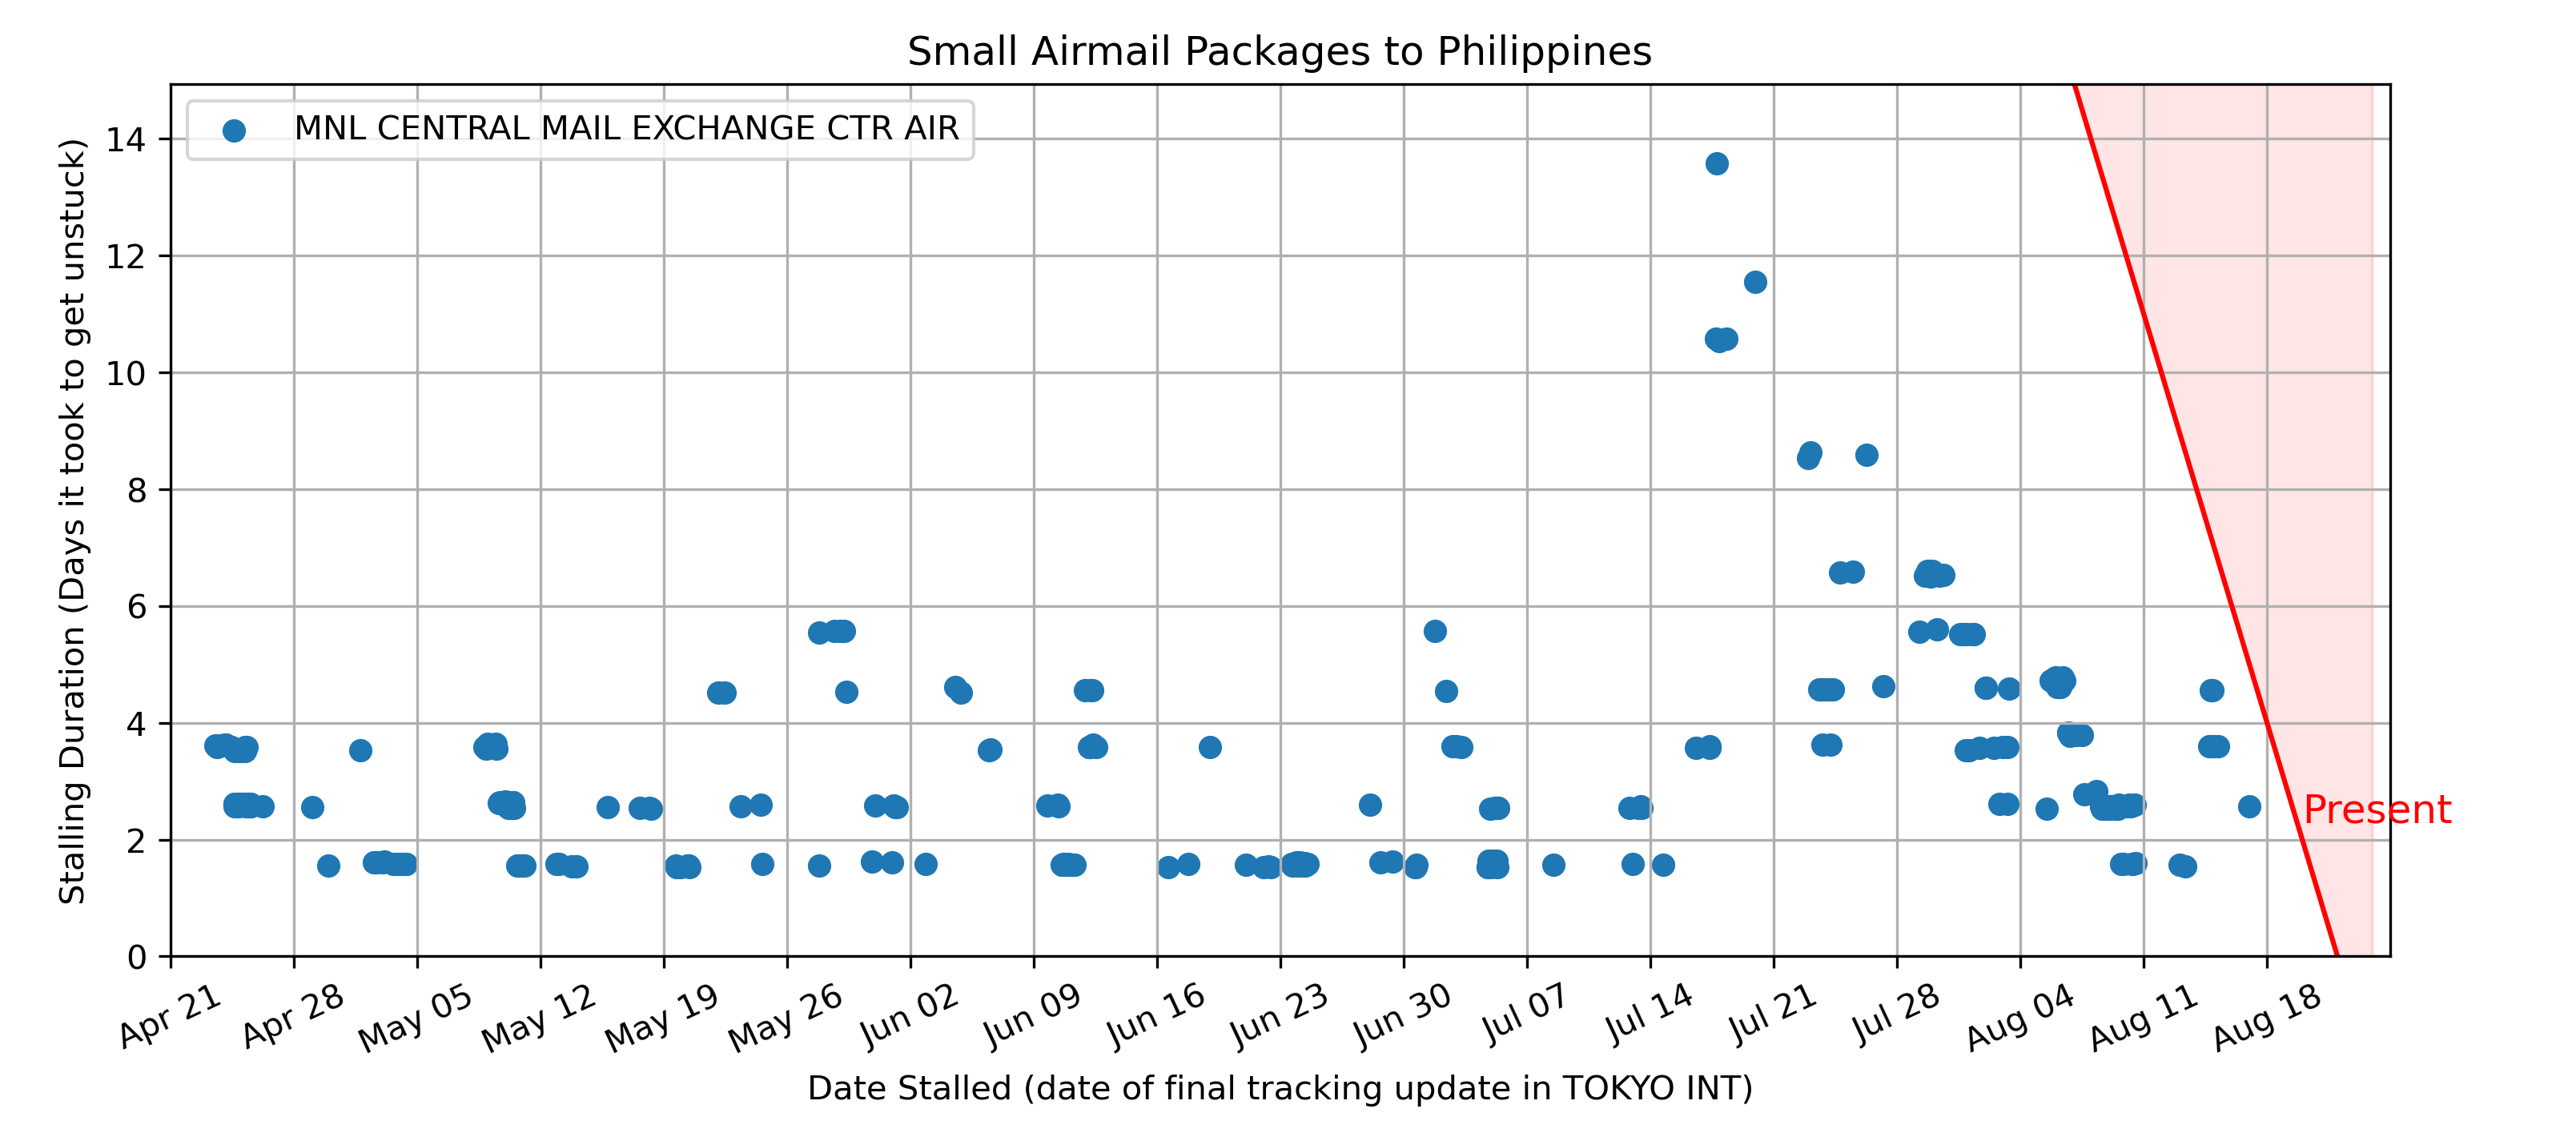 Small Airmail Packages to Philippines
MNL CENTRAL MAIL EXCHANGE CTR AIR
Stalling Duration (Days it took to get unstuck)
14
12
10
8
6
4
2
0
Present
Apr 21
Apr 28
May 05
May 12
May 19
May 26
Jun 02
Jun 09
Jun 16
Jun 23
Jun 30
Jul 07
Jul 14
Jul 21
Jul 28
Aug 04
Aug 11
Aug 18
Date Stalled (date of final tracking update in TOKYO INT)